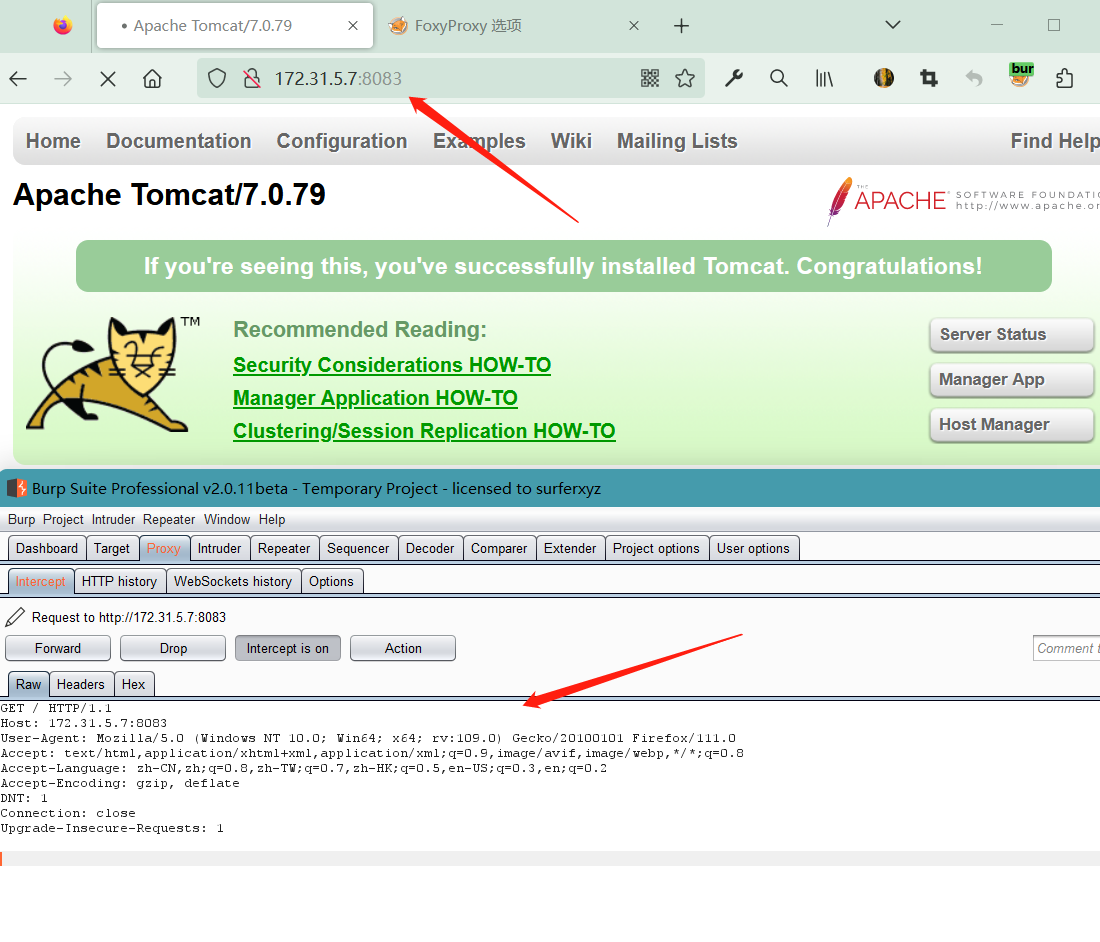 Apache Tomcat/7.0.79
FoxyProxy 选项
172.31.5.7:8083
bur
Home Documentation Configuration Examples Wiki Mailing Lists Find Help
Apache Tomcat/7.0.79
THE APACHE® SOFTWARE FOUNDATIO
http://www.apache.or
If you're seeing this, you've successfully installed Tomcat. Congratulations!
TM
Recommended Reading:
Security Considerations HOW-TO
Manager Application HOW-TO
Clustering/Session Replication HOW-TO
Server Status
Manager App
Host Manager
Burp Suite Professional v2.0.11beta - Temporary Project - licensed to surferxyz
Burp Project Intruder Repeater Window Help
Dashboard Target Proxy Intruder Repeater Sequencer Decoder Comparer Extender Project options User options
Intercept HTTP history WebSockets history Options
Request to http://172.31.5.7:8083
Forward Drop Intercept is on Action Comment t
Raw Headers Hex
GET / HTTP/1.1
Host: 172.31.5.7:8083
User-Agent: Mozilla/5.0 (Windows NT 10.0; Win64; x64; rv:109.0) Gecko/20100101 Firefox/111.0
Accept: text/html,application/xhtml+xml,application/xml;q=0.9,image/avif,image/webp,*/*;q=0.8
Accept-Language: zh-CN,zh;q=0.8,zh-TW;q=0.7,zh-HK;q=0.5,en-US;q=0.3,en;q=0.2
Accept-Encoding: gzip, deflate
DNT: 1
Connection: close
Upgrade-Insecure-Requests: 1